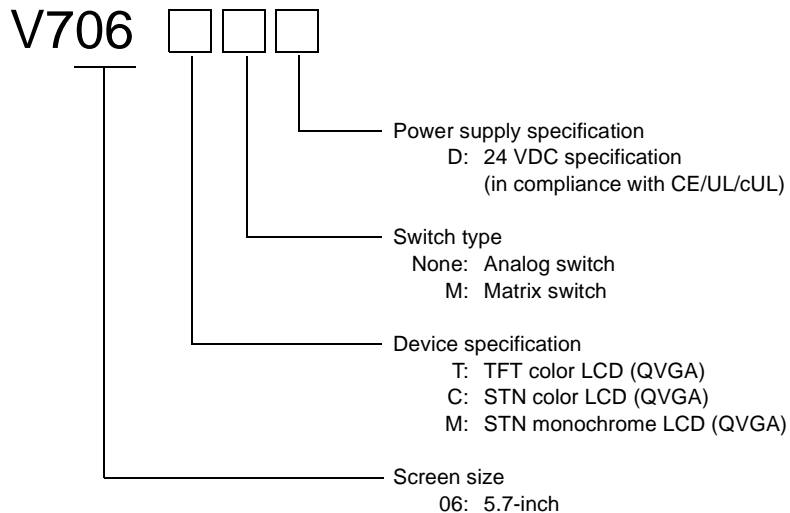 V706
Power supply specification
D: 24 VDC specification
(in compliance with CE/UL/cUL)
Switch type
None: Analog switch
M: Matrix switch
Device specification
T: TFT color LCD (QVGA)
C: STN color LCD (QVGA)
M: STN monochrome LCD (QVGA)
Screen size
06: 5.7-inch